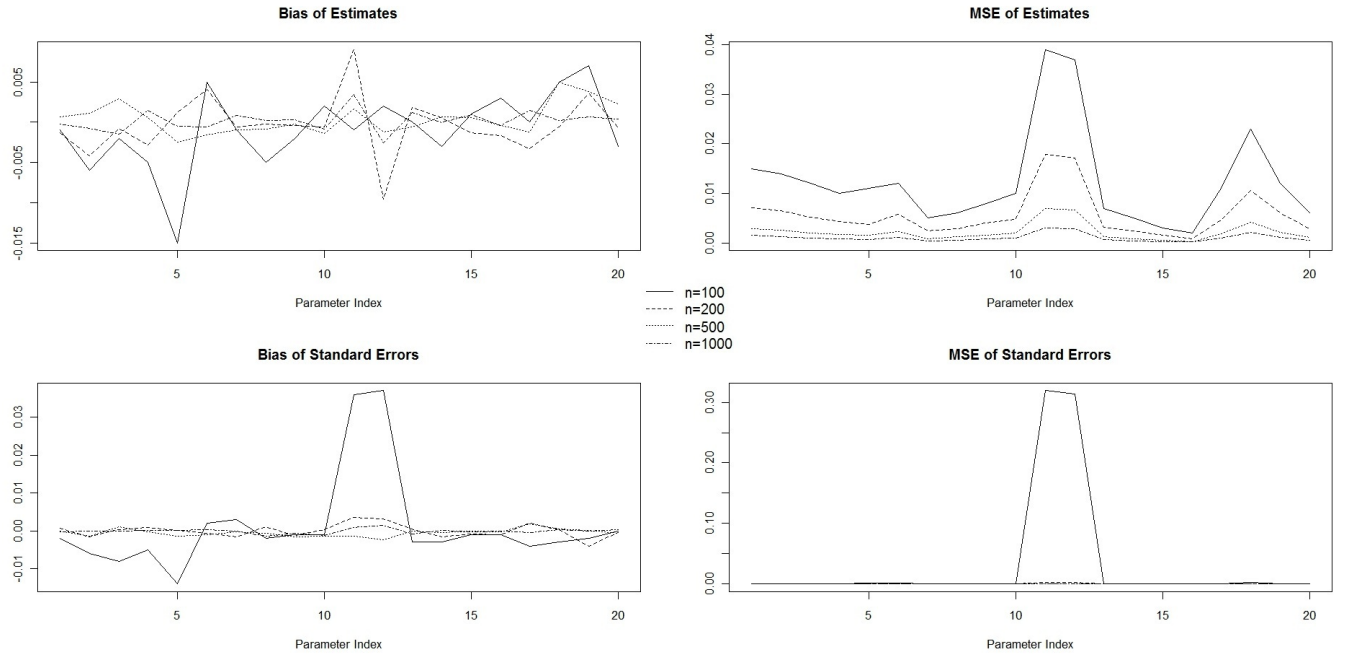 Bias of Estimates
0.005
-0.005
-0.015
5
10
15
20
Parameter Index
MSE of Estimates
0.04
0.03
0.02
0.01
0.00
5
10
15
20
Parameter Index
n=100
n=200
n=500
n=1000
Bias of Standard Errors
0.03
0.02
0.01
0.00
-0.01
5
10
15
20
Parameter Index
MSE of Standard Errors
0.30
0.20
0.10
0.00
5
10
15
20
Parameter Index